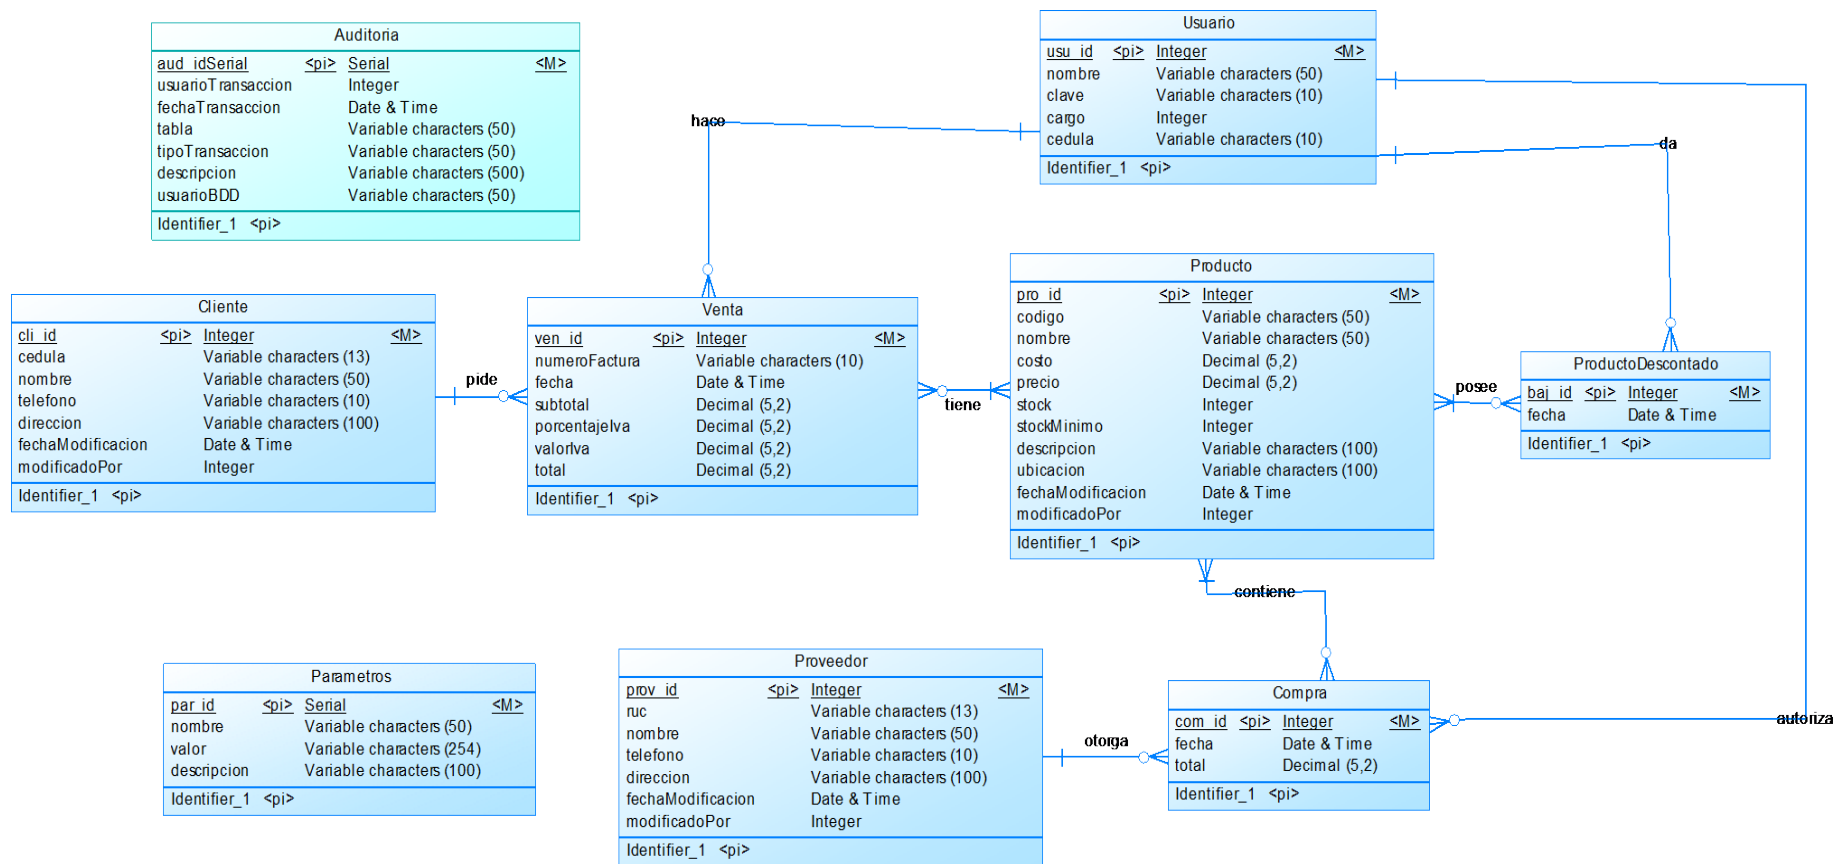 Auditoria
aud_idSerial <pi> Serial <M>
usuarioTransaccion Integer
fechaTransaccion Date & Time
tabla Variable characters (50)
tipoTransaccion Variable characters (50)
descripcion Variable characters (500)
usuarioBDD Variable characters (50)
Identifier_1 <pi>
Usuario
usu_id <pi> Integer <M>
nombre Variable characters (50)
clave Variable characters (10)
cargo Integer
cedula Variable characters (10)
Identifier_1 <pi>
haco
da
Cliente
cli_id <pi> Integer <M>
cedula Variable characters (13)
nombre Variable characters (50)
telefono Variable characters (10)
direccion Variable characters (100)
fechaModificacion Date & Time
modificadoPor Integer
Identifier_1 <pi>
pide
Venta
ven_id <pi> Integer <M>
numeroFactura Variable characters (10)
fecha Date & Time
subtotal Decimal (5,2)
porcentajeIva Decimal (5,2)
valorIva Decimal (5,2)
total Decimal (5,2)
Identifier_1 <pi>
tiene
Producto
pro_id <pi> Integer <M>
codigo Variable characters (50)
nombre Variable characters (50)
costo Decimal (5,2)
precio Decimal (5,2)
stock Integer
stockMinimo Integer
descripcion Variable characters (100)
ubicacion Variable characters (100)
fechaModificacion Date & Time
modificadoPor Integer
Identifier_1 <pi>
posee
ProductoDescontado
baj_id <pi> Integer <M>
fecha Date & Time
Identifier_1 <pi>
contiene
Parametros
par_id <pi> Serial <M>
nombre Variable characters (50)
valor Variable characters (254)
descripcion Variable characters (100)
Identifier_1 <pi>
Proveedor
prov_id <pi> Integer <M>
ruc Variable characters (13)
nombre Variable characters (50)
telefono Variable characters (10)
direccion Variable characters (100)
fechaModificacion Date & Time
modificadoPor Integer
Identifier_1 <pi>
otorga
Compra
com_id <pi> Integer <M>
fecha Date & Time
total Decimal (5,2)
Identifier_1 <pi>
autoriza